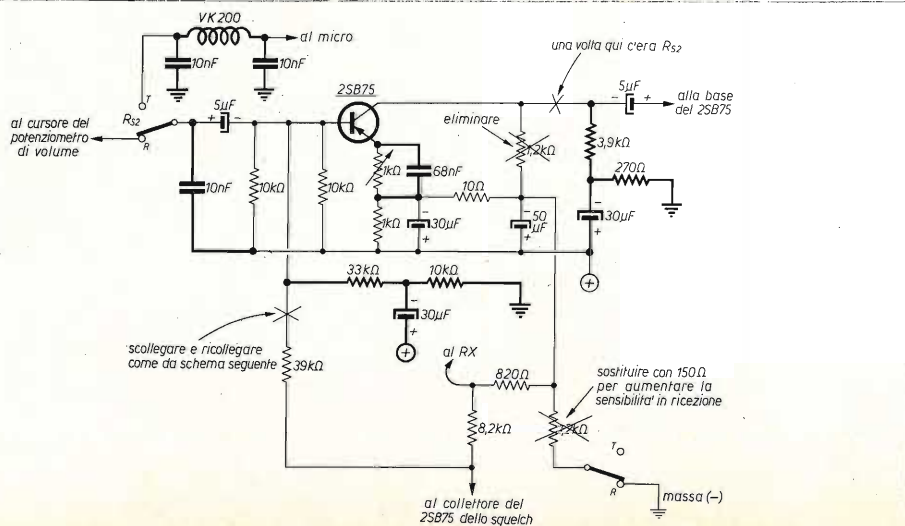 VK200
al micro
10nF
10nF
una volta qui c'era RS2
T
5µF
2SB75
5µF
+ -
- +
alla base
del 2SB75
RS2
R
al cursore del
potenziometro
di volume
eliminare
1,2kΩ
3,9kΩ
270Ω
1kΩ
68nF
10Ω
10nF
10kΩ
10kΩ
1kΩ
-
30µF
+
-
50
µF
+
-
30µF
+
+
33kΩ
10kΩ
-
30µF
+
+
scollegare e ricollegare
come da schema seguente
39kΩ
al RX
820Ω
sostituire con 150Ω
per aumentare la
sensibilita' in ricezione
8,2kΩ
T
R
massa (-)
al collettore del
2SB75 dello squelch